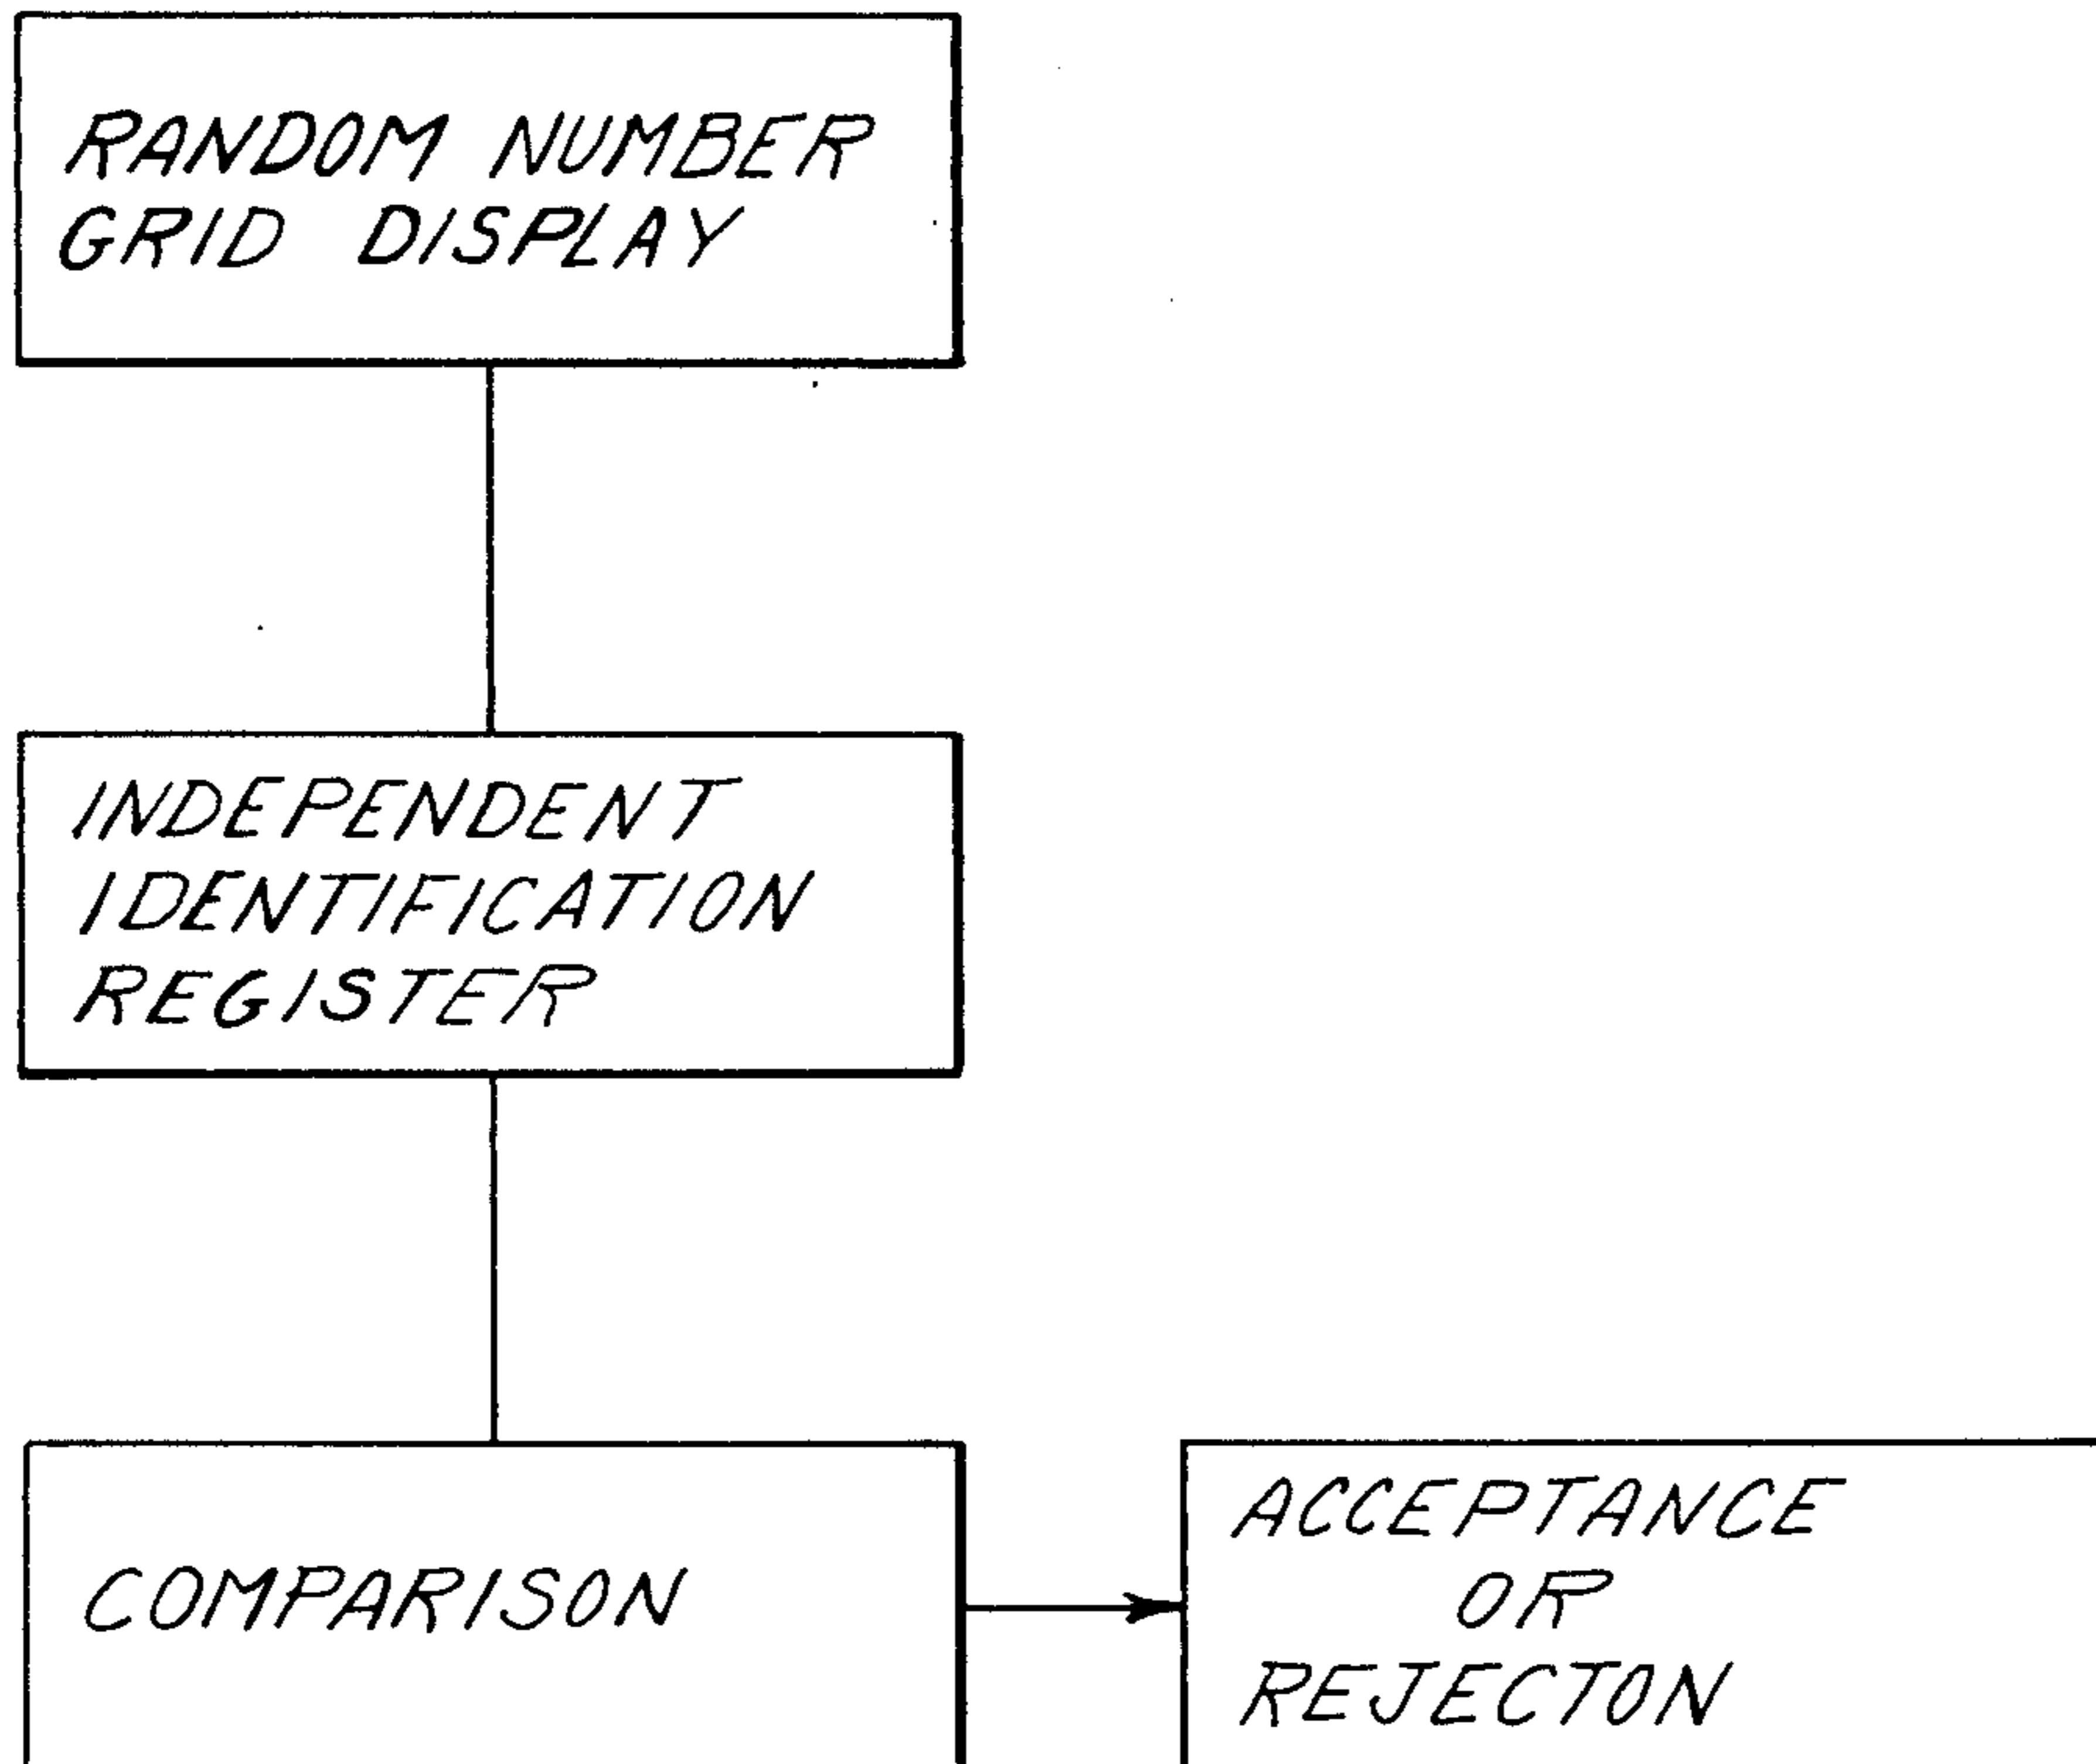 RANDOM NUMBER
GRID DISPLAY
INDEPENDENT
IDENTIFICATION
REGISTER
COMPARISON
ACCEPTANCE
OR
REJECTON